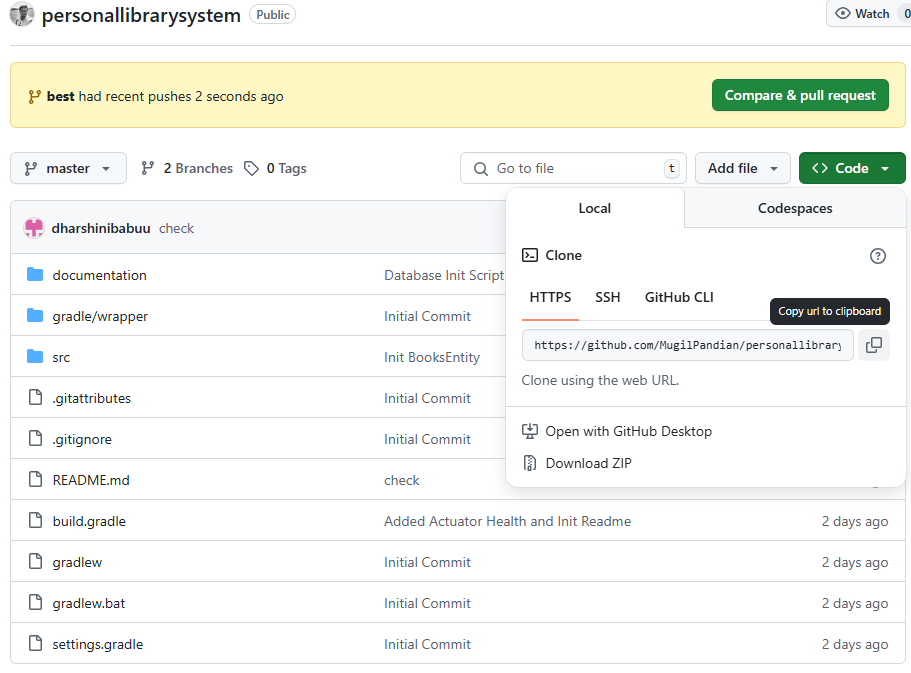 personallibrarysystem Public Watch 0
best had recent pushes 2 seconds ago Compare & pull request
master 2 Branches 0 Tags Go to file t Add file Code
Local Codespaces
dharshinibabuu check
Clone
documentation Database Init Script
HTTPS SSH GitHub CLI
Copy url to clipboard
gradle/wrapper Initial Commit
https://github.com/MugilPandian/personallibrary
src Init BooksEntity
Clone using the web URL.
.gitattributes Initial Commit
Open with GitHub Desktop
.gitignore Initial Commit
Download ZIP
README.md check
build.gradle Added Actuator Health and Init Readme 2 days ago
gradlew Initial Commit 2 days ago
gradlew.bat Initial Commit 2 days ago
settings.gradle Initial Commit 2 days ago